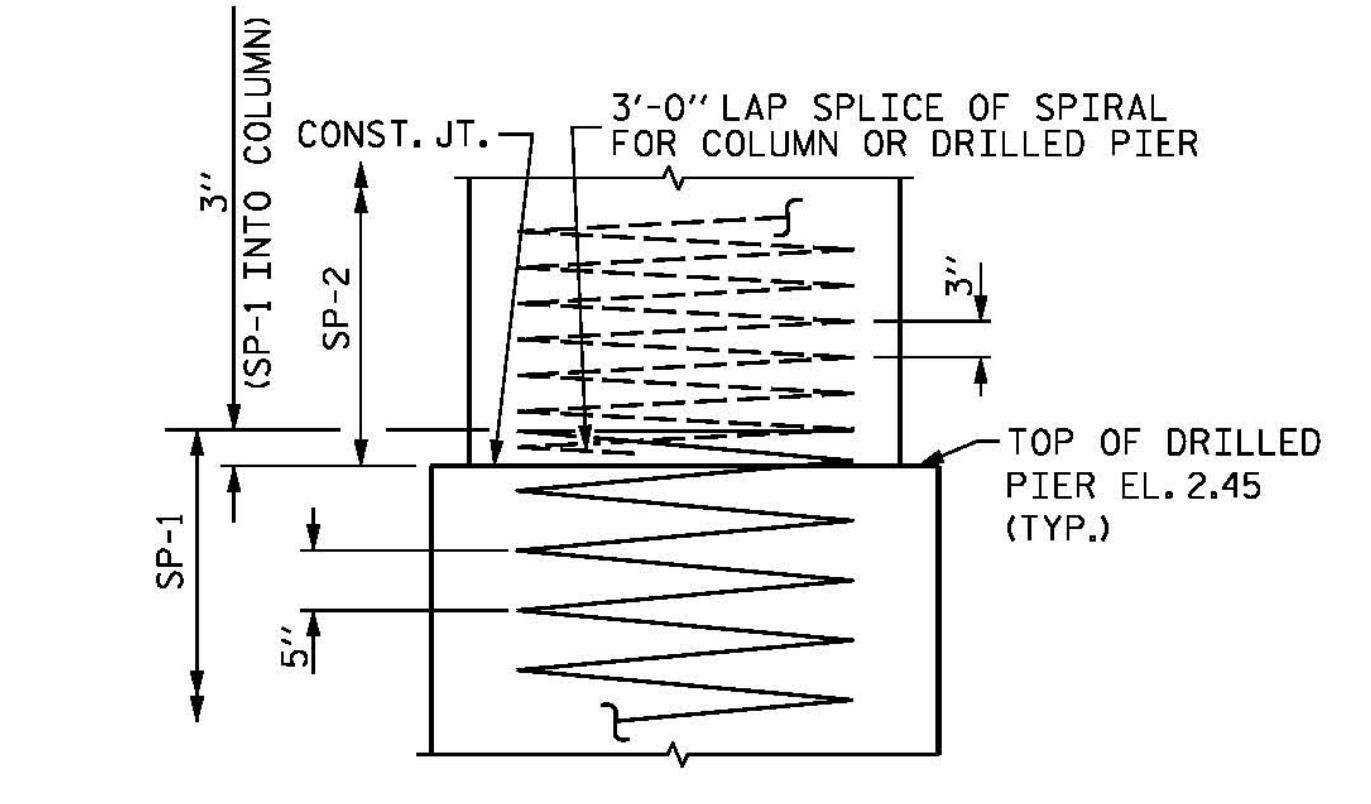 3'-0" LAP SPLICE OF SPIRAL
FOR COLUMN OR DRILLED PIER
CONST. JT.
3"
(SP-1 INTO COLUMN)
SP-2
3"
TOP OF DRILLED
PIER EL. 2.45
(TYP.)
SP-1
5"